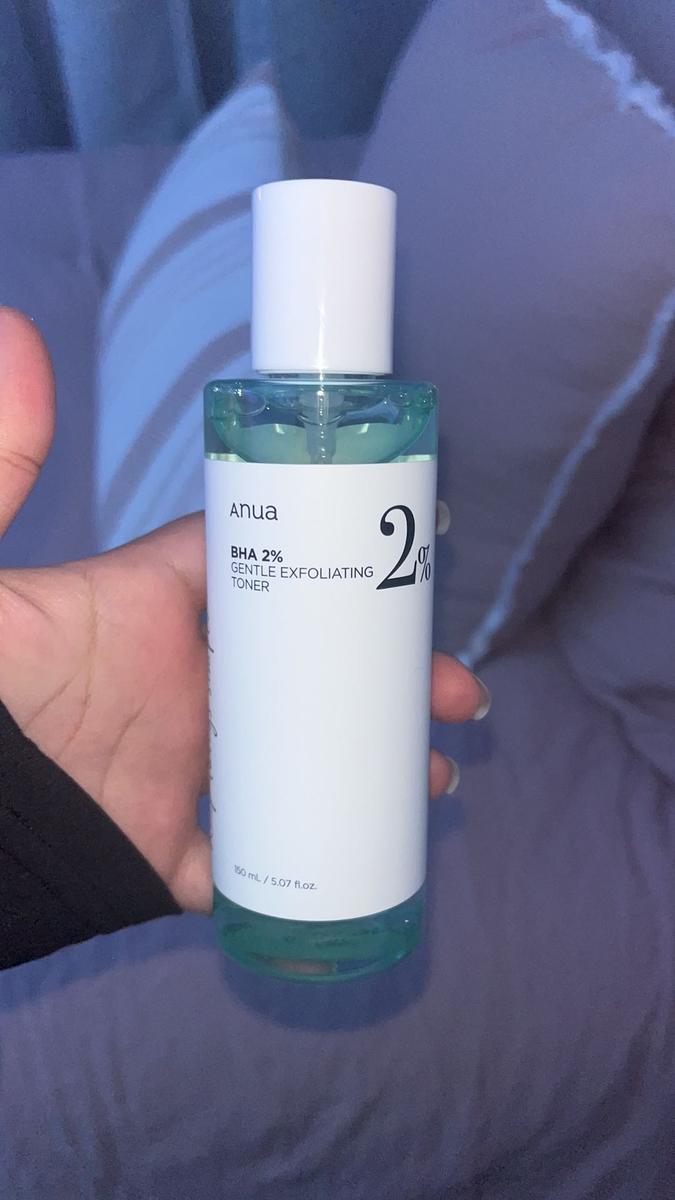 Anua
BHA 2%
GENTLE EXFOLIATING
TONER
2%
150 mL / 5.07 fl.oz.